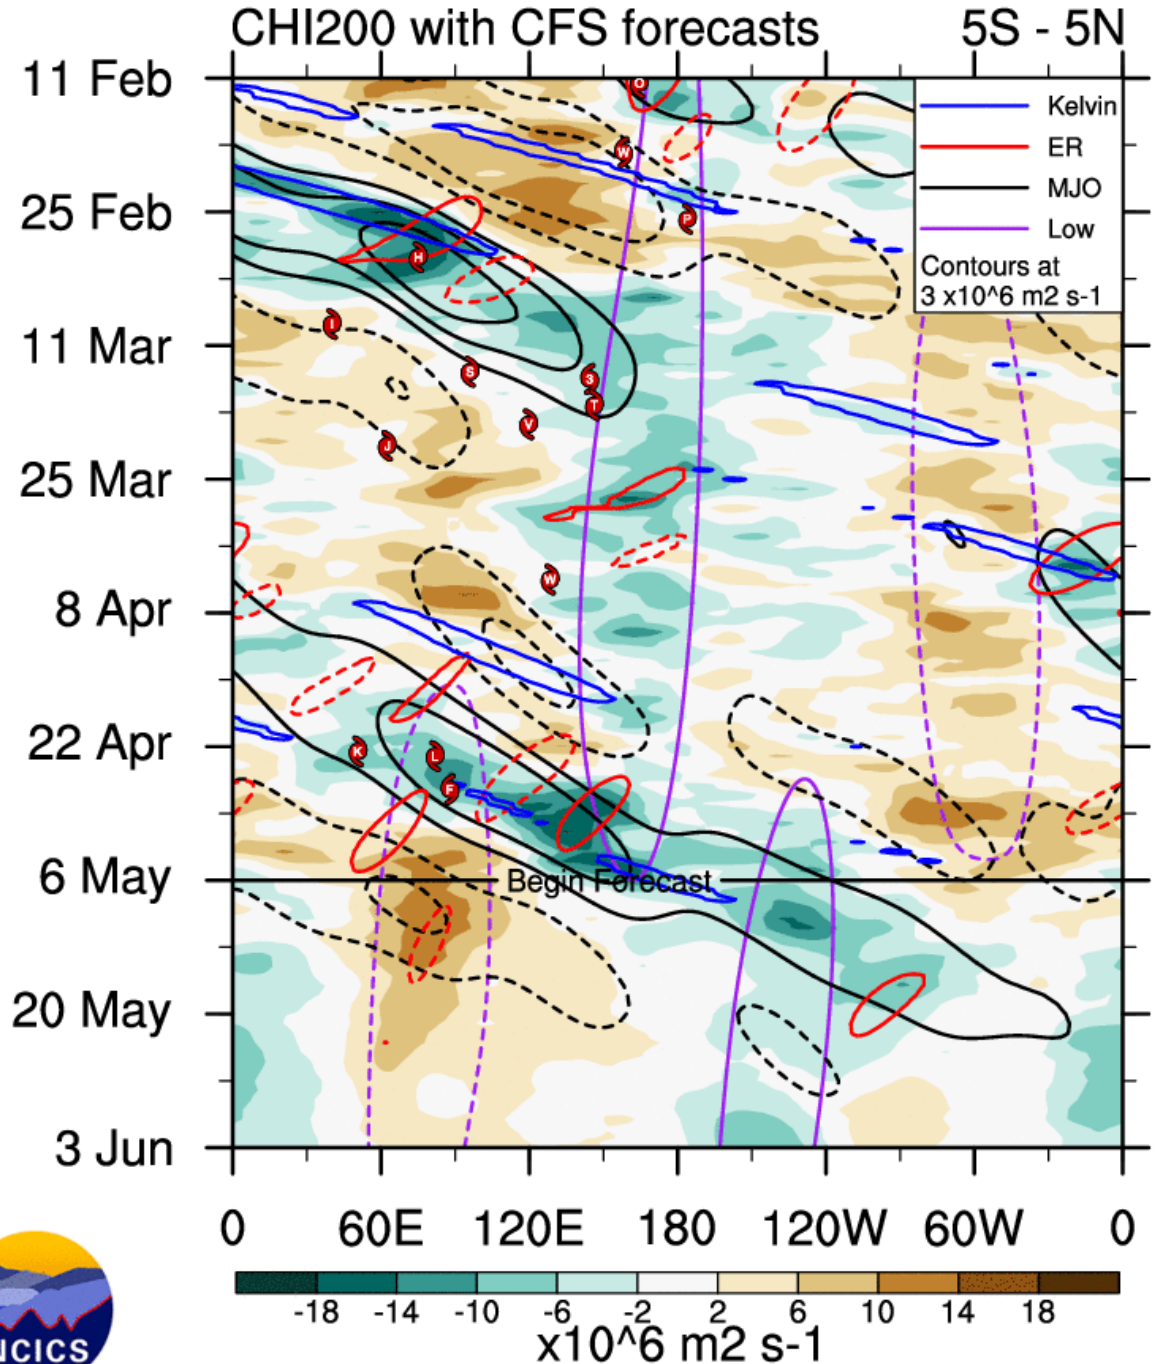 CHI200 with CFS forecasts 5S - 5N
11 Feb
25 Feb
11 Mar
25 Mar
8 Apr
22 Apr
6 May
20 May
3 Jun
Kelvin
ER
MJO
Low
Contours at
3 x10^6 m2 s-1
O
W
P
H
I
S
3
T
V
J
W
K
L
F
Begin Forecast
0 60E 120E 180 120W 60W 0
-18 -14 -10 -6 -2 2 6 10 14 18
x10^6 m2 s-1
NCICS